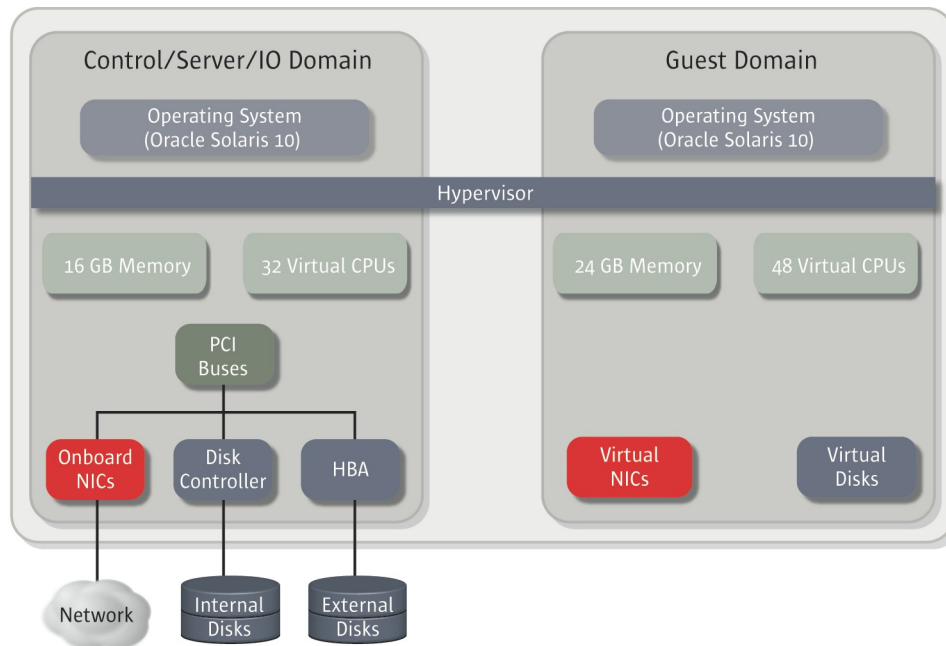 Control/Server/IO Domain
Operating System
(Oracle Solaris 10)
Guest Domain
Operating System
(Oracle Solaris 10)
Hypervisor
16 GB Memory
32 Virtual CPUs
24 GB Memory
48 Virtual CPUs
PCI
Buses
Onboard
NICs
Disk
Controller
HBA
Virtual
NICs
Virtual
Disks
Network
Internal
Disks
External
Disks